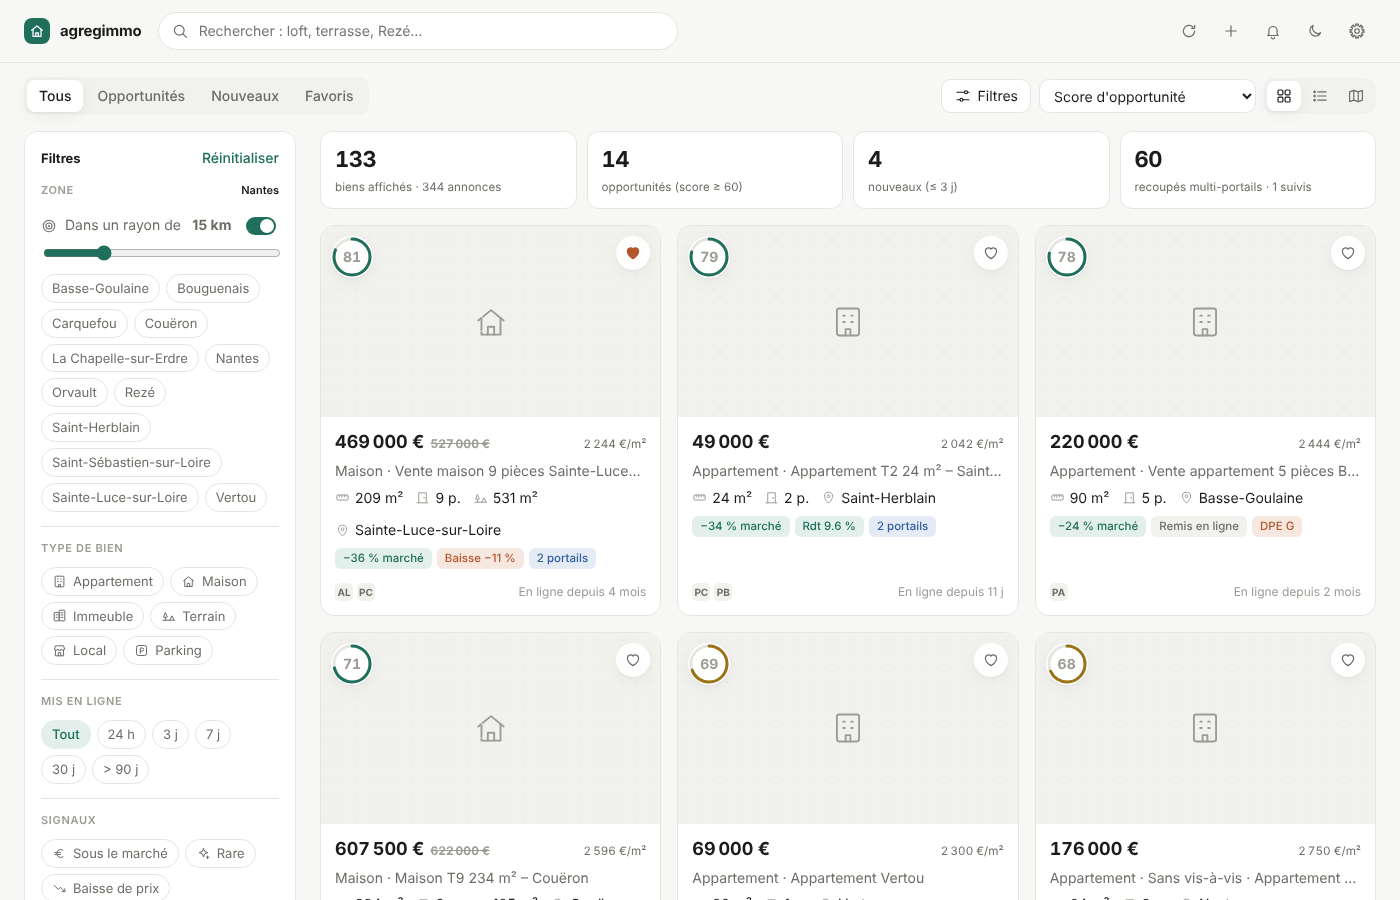 agregimmo
Rechercher : loft, terrasse, Rezé...
Tous
Opportunités
Nouveaux
Favoris
Filtres
Score d'opportunité
Filtres
Réinitialiser
ZONE
Nantes
Dans un rayon de 15 km
Basse-Goulaine
Bouguenais
Carquefou
Couëron
La Chapelle-sur-Erdre
Nantes
Orvault
Rezé
Saint-Herblain
Saint-Sébastien-sur-Loire
Sainte-Luce-sur-Loire
Vertou
TYPE DE BIEN
Appartement
Maison
Immeuble
Terrain
Local
Parking
MIS EN LIGNE
Tout
24 h
3 j
7 j
30 j
> 90 j
SIGNAUX
Sous le marché
Rare
Baisse de prix
133
biens affichés · 344 annonces
14
opportunités (score ≥ 60)
4
nouveaux (≤ 3 j)
60
recoupés multi-portails · 1 suivis
81
469 000 € 527 000 €
2 244 €/m²
Maison · Vente maison 9 pièces Sainte-Luce...
209 m² 9 p. 531 m²
Sainte-Luce-sur-Loire
−36 % marché
Baisse −11 %
2 portails
AL PC
En ligne depuis 4 mois
79
49 000 €
2 042 €/m²
Appartement · Appartement T2 24 m² – Saint...
24 m² 2 p. Saint-Herblain
−34 % marché
Rdt 9.6 %
2 portails
PC PB
En ligne depuis 11 j
78
220 000 €
2 444 €/m²
Appartement · Vente appartement 5 pièces B...
90 m² 5 p. Basse-Goulaine
−24 % marché
Remis en ligne
DPE G
PA
En ligne depuis 2 mois
71
607 500 € 622 000 €
2 596 €/m²
Maison · Maison T9 234 m² – Couëron
69
69 000 €
2 300 €/m²
Appartement · Appartement Vertou
68
176 000 €
2 750 €/m²
Appartement · Sans vis-à-vis · Appartement ...